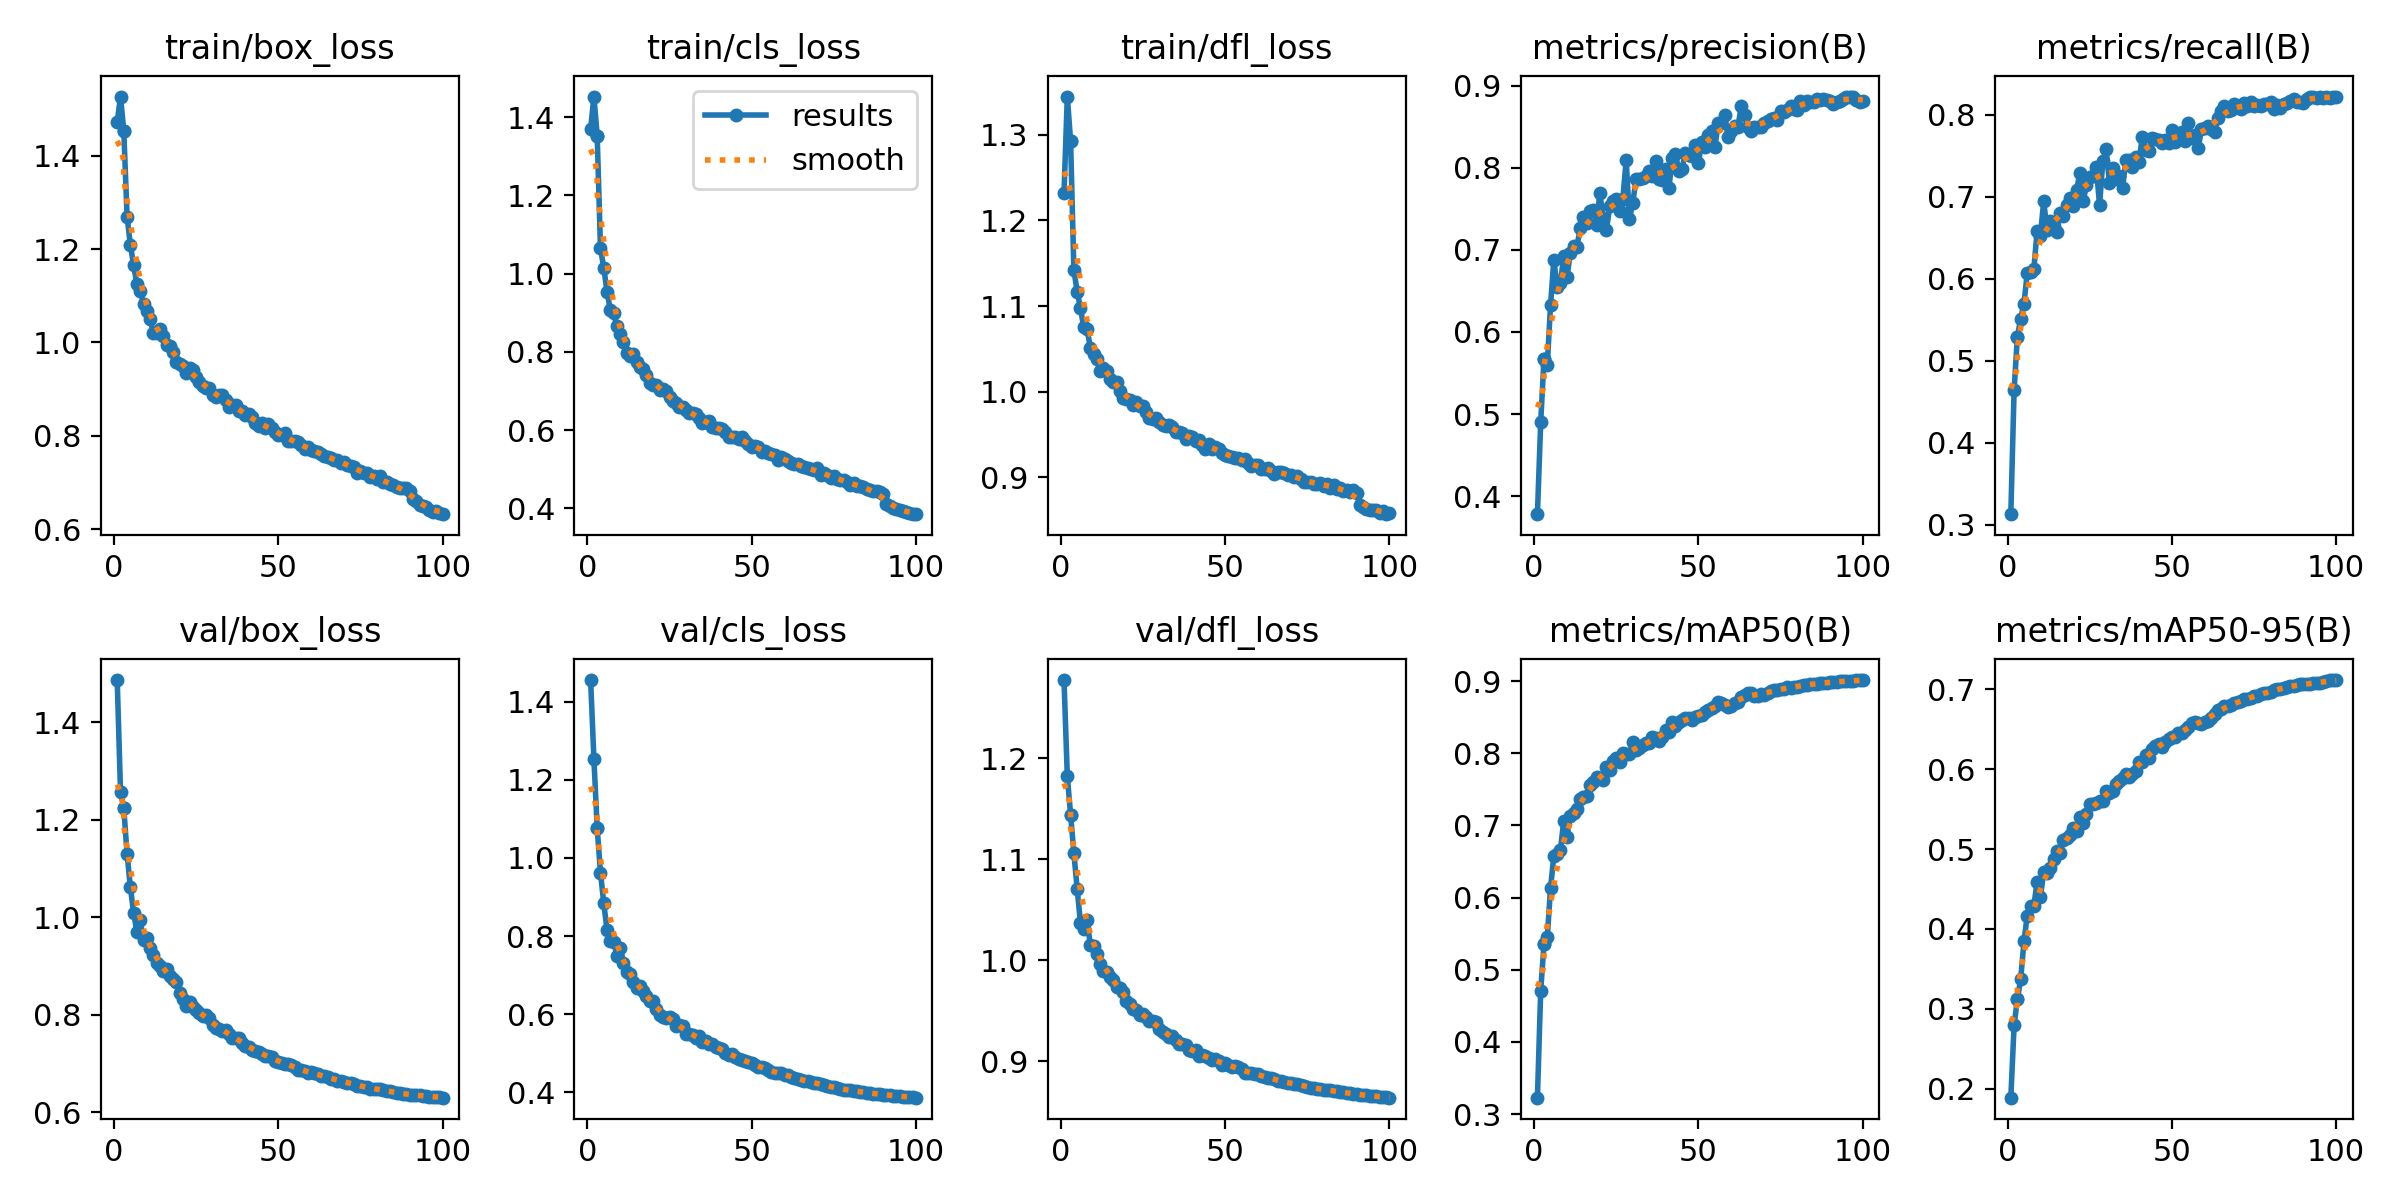 train/box_loss
1.4
1.2
1.0
0.8
0.6
0 50 100
train/cls_loss
results
smooth
1.4
1.2
1.0
0.8
0.6
0.4
0 50 100
train/dfl_loss
1.3
1.2
1.1
1.0
0.9
0 50 100
metrics/precision(B)
0.9
0.8
0.7
0.6
0.5
0.4
0 50 100
metrics/recall(B)
0.8
0.7
0.6
0.5
0.4
0.3
0 50 100
val/box_loss
1.4
1.2
1.0
0.8
0.6
0 50 100
val/cls_loss
1.4
1.2
1.0
0.8
0.6
0.4
0 50 100
val/dfl_loss
1.2
1.1
1.0
0.9
0 50 100
metrics/mAP50(B)
0.9
0.8
0.7
0.6
0.5
0.4
0.3
0 50 100
metrics/mAP50-95(B)
0.7
0.6
0.5
0.4
0.3
0.2
0 50 100